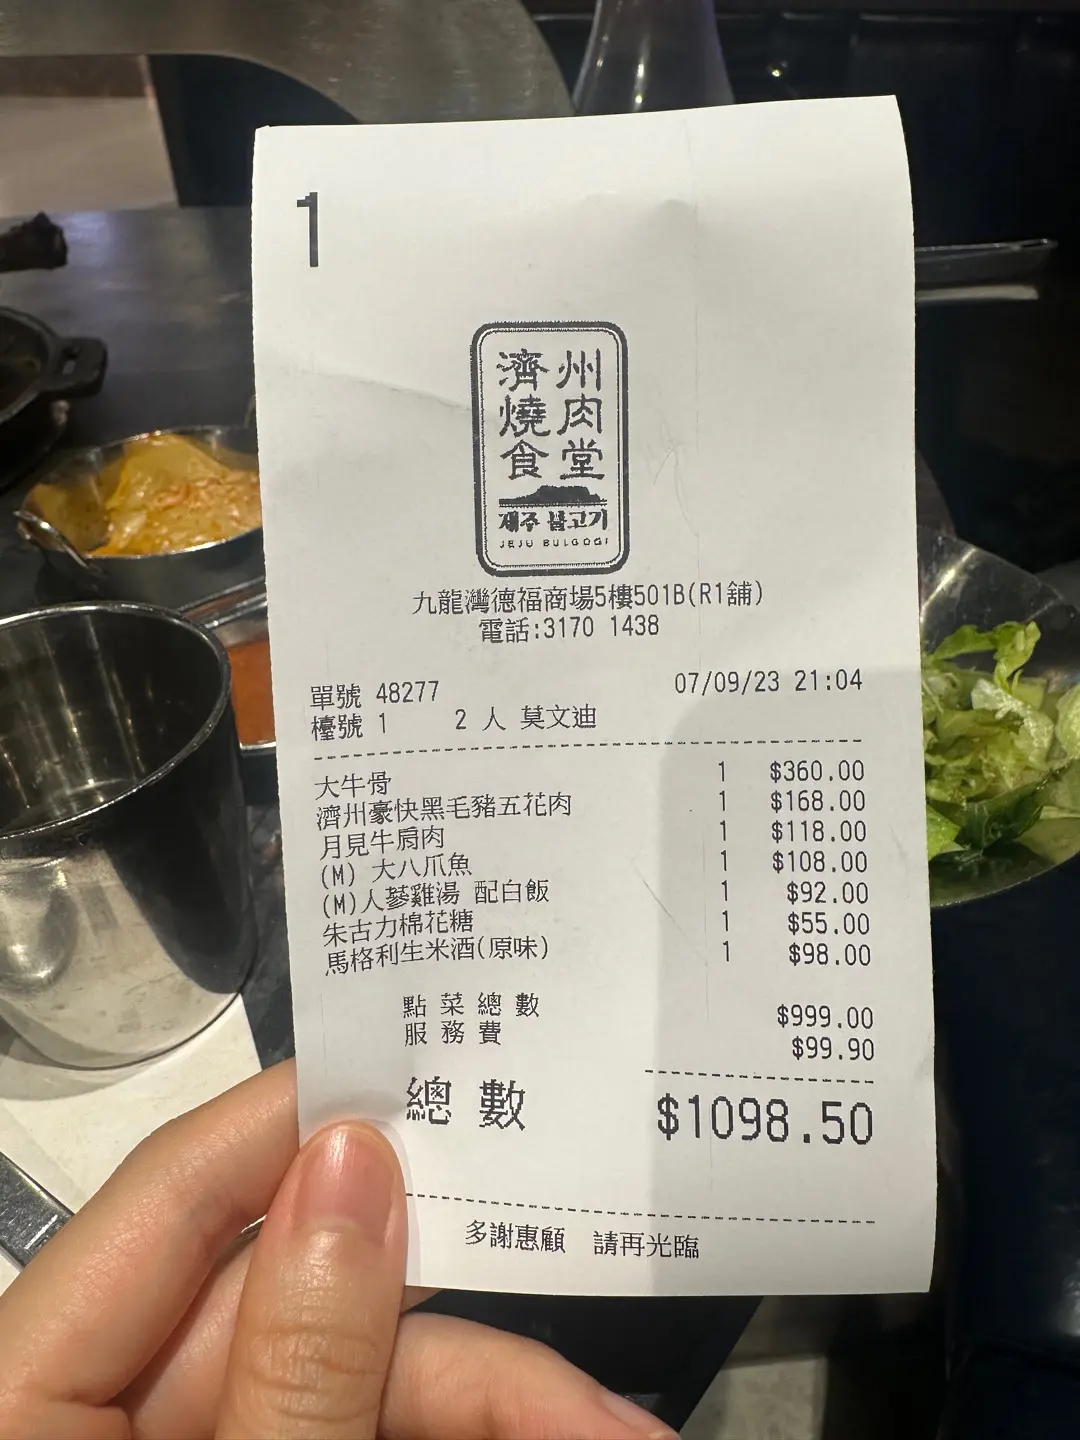 1
濟州
燒肉
食堂
제주 불고기
JEJU BULGOGI
九龍灣德福商場5樓501B(R1舖)
電話:3170 1438
單號 48277 07/09/23 21:04
檯號 1 2 人 莫文迪
大牛骨 1 $360.00
濟州豪快黑毛豬五花肉 1 $168.00
月見牛肩肉 1 $118.00
(M) 大八爪魚 1 $108.00
(M)人蔘雞湯 配白飯 1 $92.00
朱古力棉花糖 1 $55.00
馬格利生米酒(原味) 1 $98.00
點菜總數 $999.00
服務費 $99.90
總數 $1098.50
多謝惠顧 請再光臨